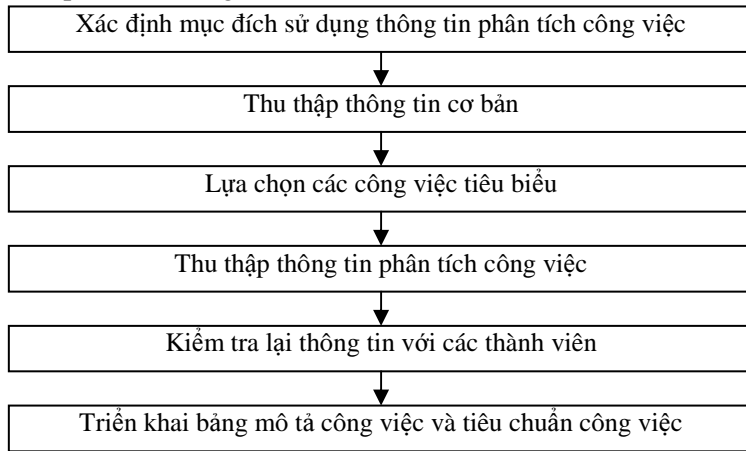 Xác định mục đích sử dụng thông tin phân tích công việc
Thu thập thông tin cơ bản
Lựa chọn các công việc tiêu biểu
Thu thập thông tin phân tích công việc
Kiểm tra lại thông tin với các thành viên
Triển khai bảng mô tả công việc và tiêu chuẩn công việc